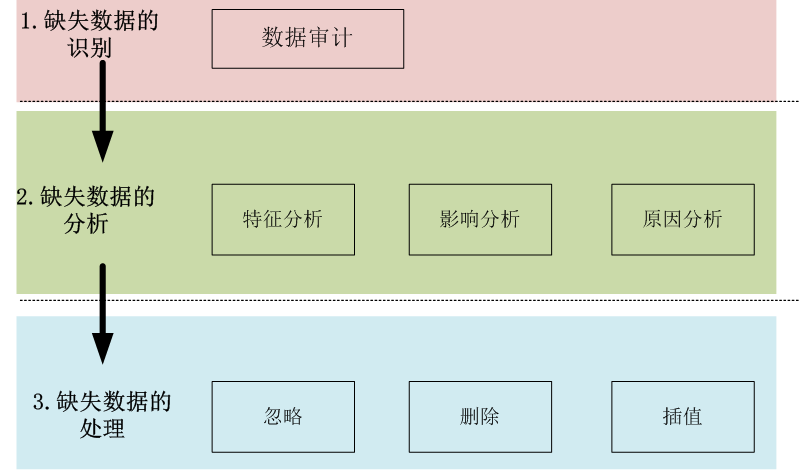 1.缺失数据的
识别
数据审计
2.缺失数据的
分析
特征分析
影响分析
原因分析
3.缺失数据的
处理
忽略
删除
插值